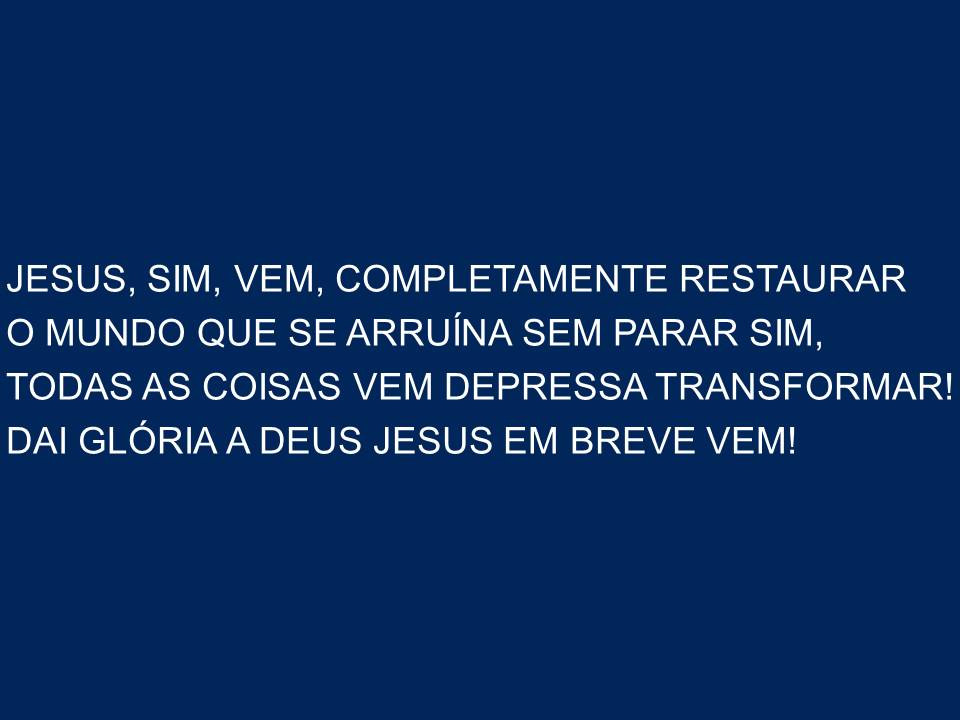 JESUS, SIM, VEM, COMPLETAMENTE RESTAURAR
O MUNDO QUE SE ARRUÍNA SEM PARAR SIM,
TODAS AS COISAS VEM DEPRESSA TRANSFORMAR!
DAI GLÓRIA A DEUS JESUS EM BREVE VEM!